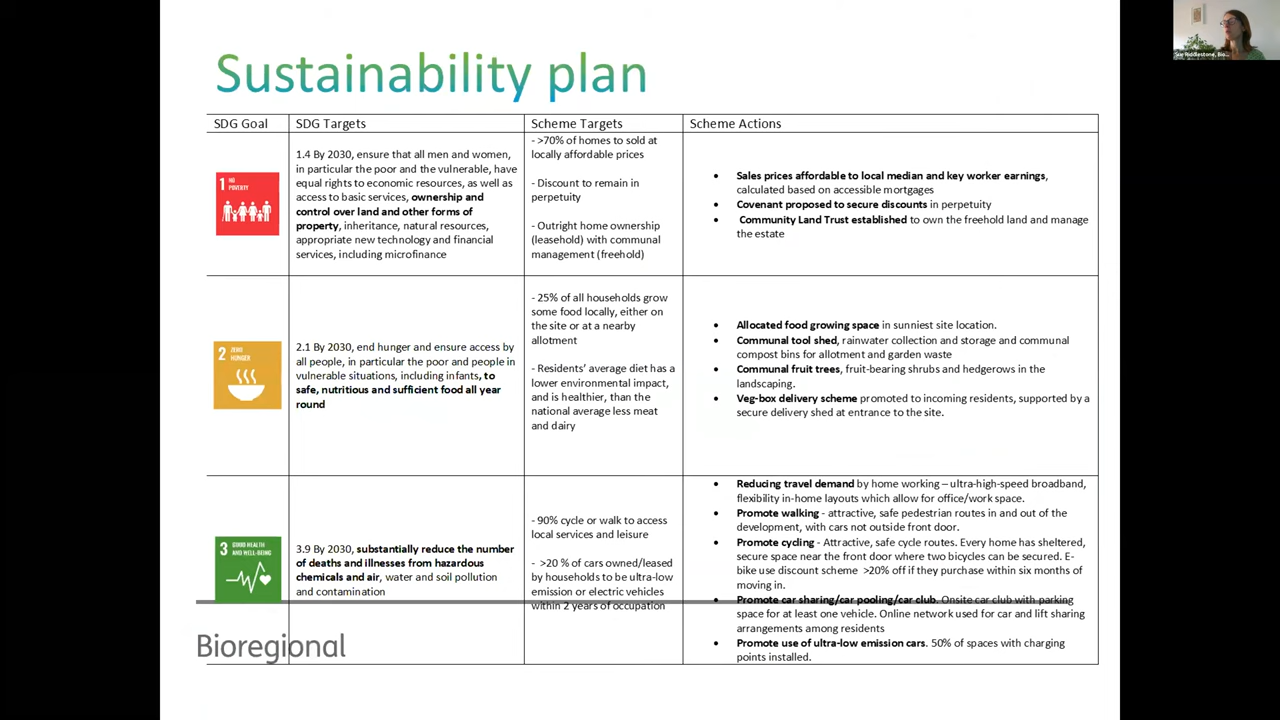 Sustainability plan
SDG Goal
SDG Targets
Scheme Targets
Scheme Actions
1 NO
POVERTY
1.4 By 2030, ensure that all men and women,
in particular the poor and the vulnerable, have
equal rights to economic resources, as well as
access to basic services, ownership and
control over land and other forms of
property, inheritance, natural resources,
appropriate new technology and financial
services, including microfinance
- >70% of homes to sold at
locally affordable prices
- Discount to remain in
perpetuity
- Outright home ownership
(leasehold) with communal
management (freehold)
• Sales prices affordable to local median and key worker earnings,
calculated based on accessible mortgages
• Covenant proposed to secure discounts in perpetuity
• Community Land Trust established to own the freehold land and manage
the estate
2 ZERO
HUNGER
2.1 By 2030, end hunger and ensure access by
all people, in particular the poor and people in
vulnerable situations, including infants, to
safe, nutritious and sufficient food all year
round
- 25% of all households grow
some food locally, either on
the site or at a nearby
allotment
- Residents' average diet has a
lower environmental impact,
and is healthier, than the
national average less meat
and dairy
• Allocated food growing space in sunniest site location.
• Communal tool shed, rainwater collection and storage and communal
compost bins for allotment and garden waste
• Communal fruit trees, fruit-bearing shrubs and hedgerows in the
landscaping.
• Veg-box delivery scheme promoted to incoming residents, supported by a
secure delivery shed at entrance to the site.
3 GOOD HEALTH
AND WELL-BEING
3.9 By 2030, substantially reduce the number
of deaths and illnesses from hazardous
chemicals and air, water and soil pollution
and contamination
- 90% cycle or walk to access
local services and leisure
- >20 % of cars owned/leased
by households to be ultra-low
emission or electric vehicles
within 2 years of occupation
• Reducing travel demand by home working – ultra-high-speed broadband,
flexibility in-home layouts which allow for office/work space.
• Promote walking - attractive, safe pedestrian routes in and out of the
development, with cars not outside front door.
• Promote cycling - Attractive, safe cycle routes. Every home has sheltered,
secure space near the front door where two bicycles can be secured. E-
bike use discount scheme >20% off if they purchase within six months of
moving in.
• Promote car sharing/car pooling/car club. Onsite car club with parking
space for at least one vehicle. Online network used for car and lift sharing
arrangements among residents
• Promote use of ultra-low emission cars. 50% of spaces with charging
points installed.
Bioregional
Sue Riddlestone, Bio...